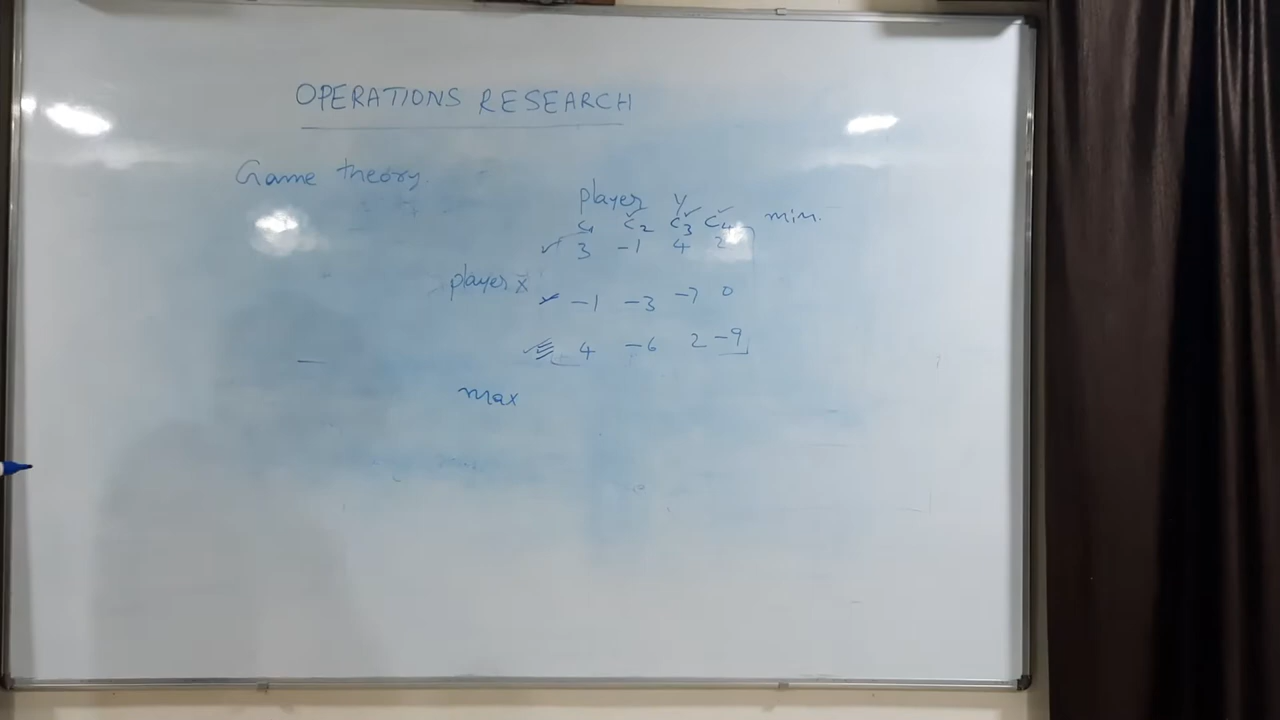 OPERATIONS RESEARCH
Game theory.
player Y
C1 C2 C3 C4 min.
3 -1 4 2
player X
-1 -3 -7 0
4 -6 2 -9
max